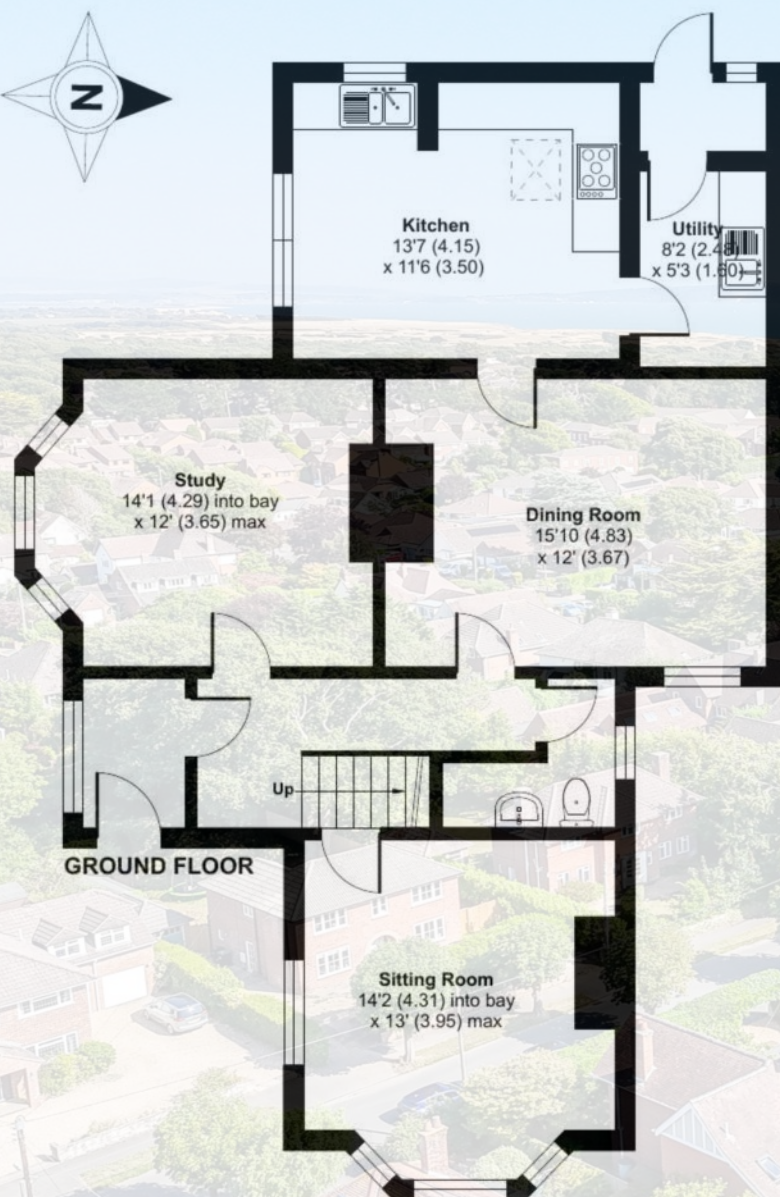 N
Kitchen
13'7 (4.15)
x 11'6 (3.50)
Utility
8'2 (2.48)
x 5'3 (1.60)
Study
14'1 (4.29) into bay
x 12' (3.65) max
Dining Room
15'10 (4.83)
x 12' (3.67)
Up
GROUND FLOOR
Sitting Room
14'2 (4.31) into bay
x 13' (3.95) max